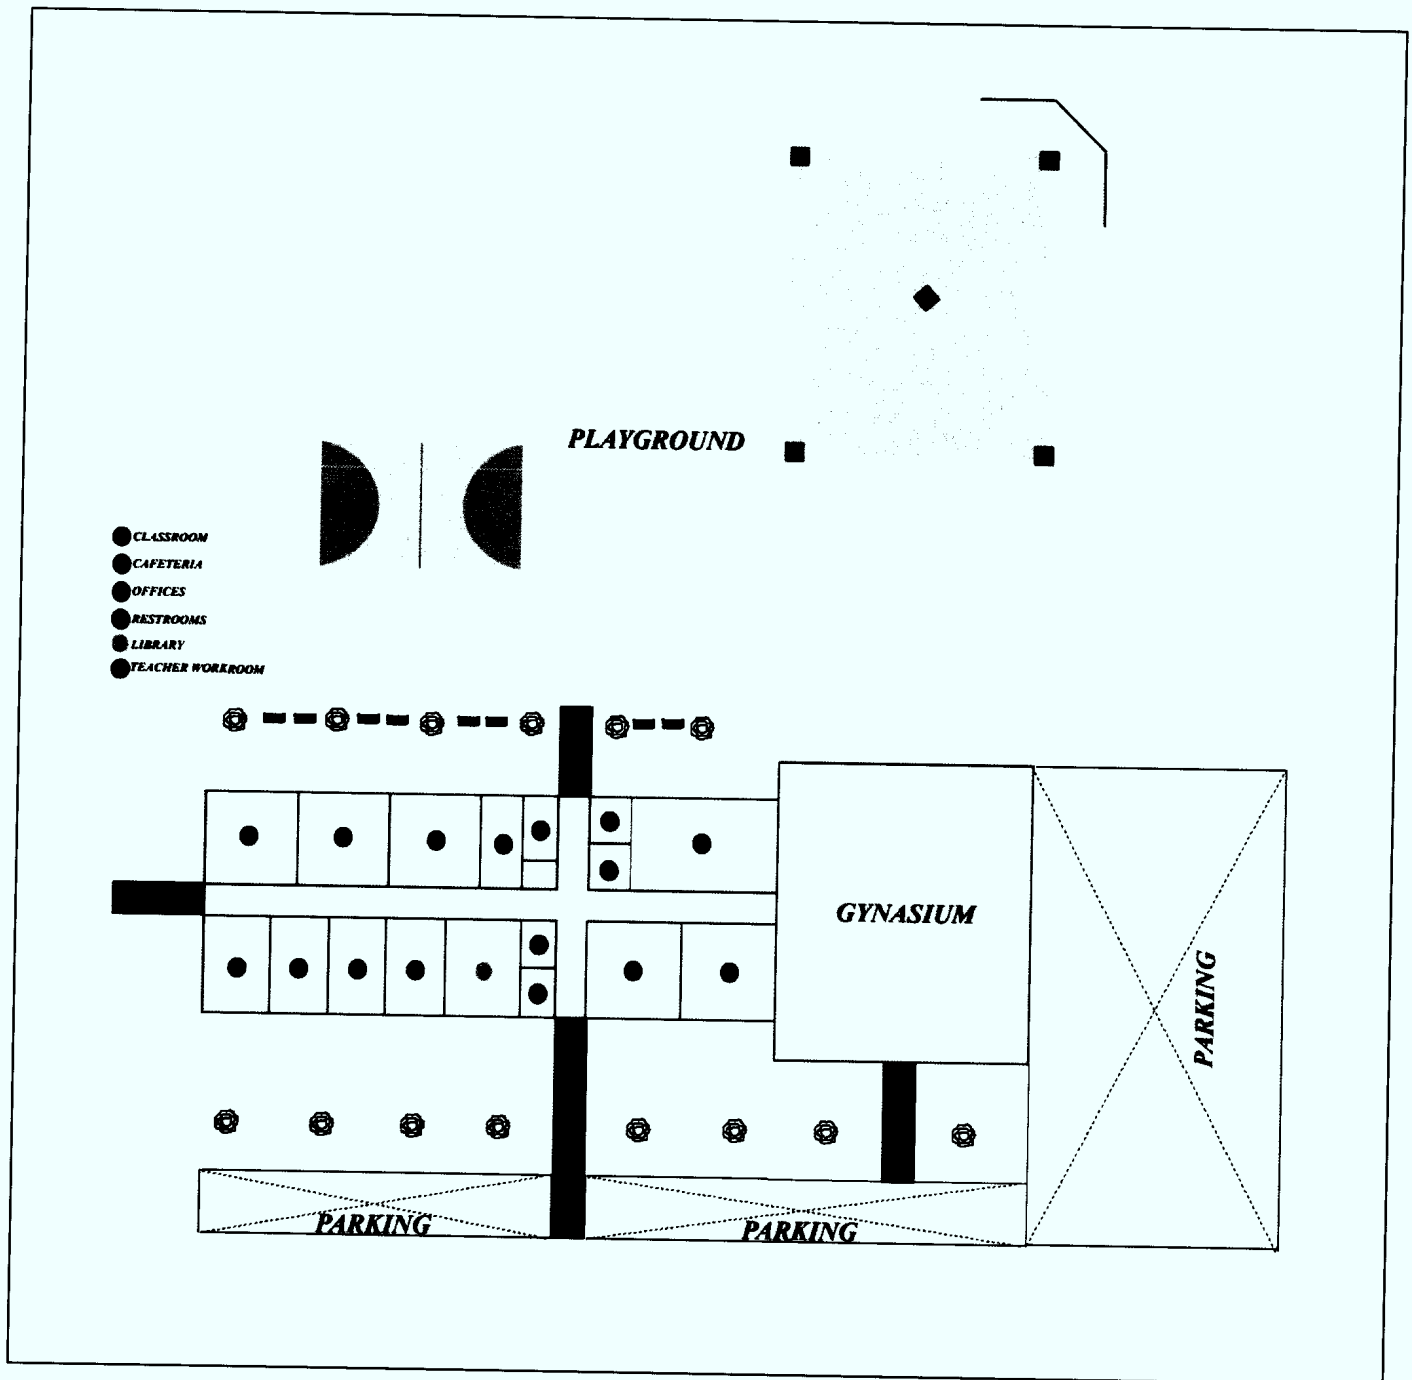 PLAYGROUND
CLASSROOM
CAFETERIA
OFFICES
RESTROOMS
LIBRARY
TEACHER WORKROOM
GYNASIUM
PARKING
PARKING
PARKING